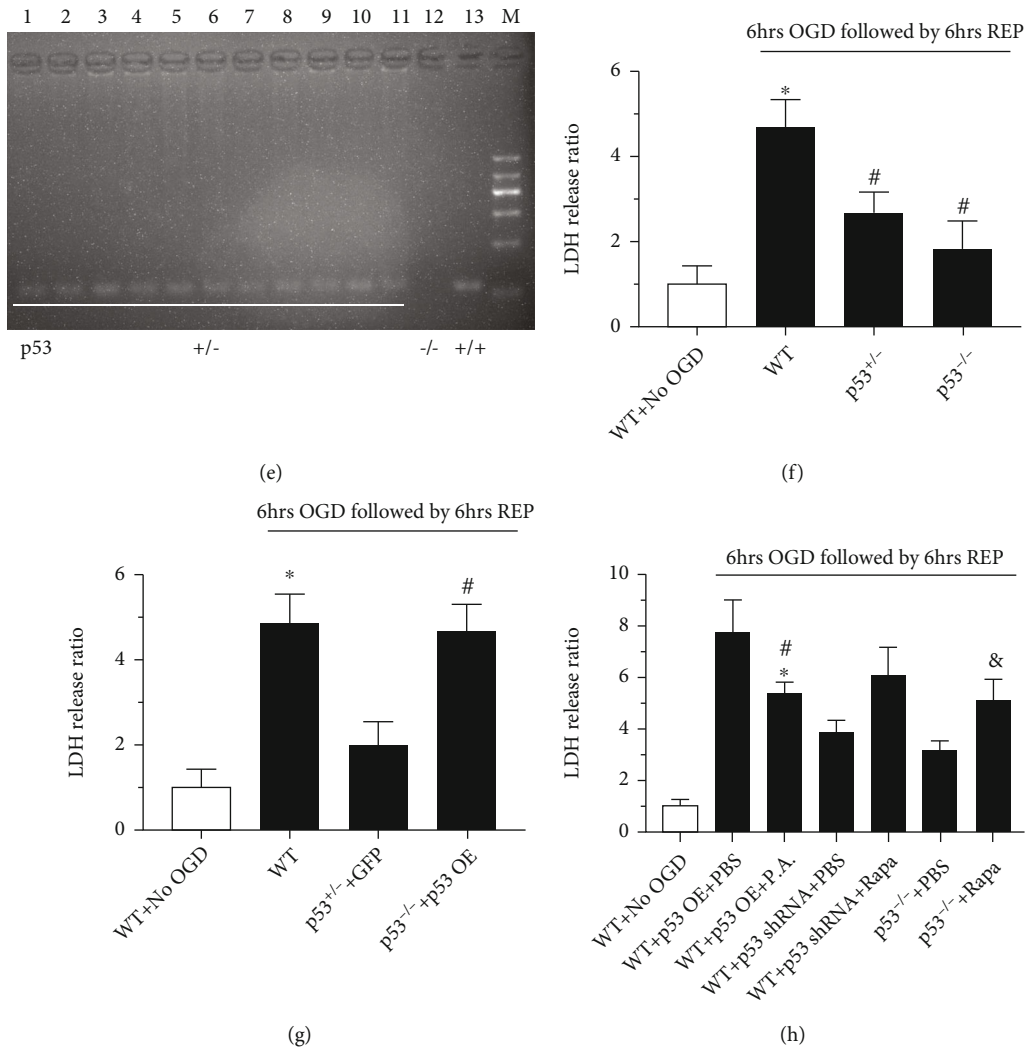 1 2 3 4 5 6 7 8 9 10 11 12 13 M
p53 +/- -/- +/+
(e)
6hrs OGD followed by 6hrs REP
LDH release ratio
6
4
2
0
*
#
#
WT+No OGD
WT
p53+/−
p53−/−
(f)
6hrs OGD followed by 6hrs REP
LDH release ratio
6
4
2
0
*
#
WT+No OGD
WT
p53+/−+GFP
p53−/−+p53 OE
(g)
6hrs OGD followed by 6hrs REP
LDH release ratio
10
8
6
4
2
0
#
*
&
WT+No OGD
WT+p53 OE+PBS
WT+p53 OE+P.A.
WT+p53 shRNA+PBS
WT+p53 shRNA+Rapa
p53−/−+PBS
p53−/−+Rapa
(h)